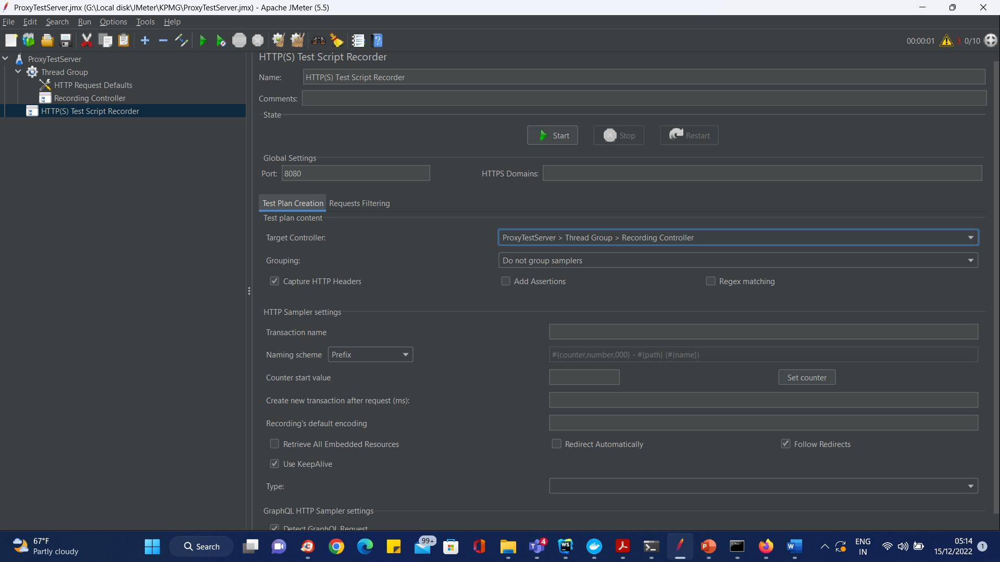 ProxyTestServer.jmx (G:\Local disk\JMeter\KPMG\ProxyTestServer.jmx) - Apache JMeter (5.5)
File Edit Search Run Options Tools Help
STOP
00:00:01 3 0/10
ProxyTestServer
Thread Group
HTTP Request Defaults
Recording Controller
HTTP(S) Test Script Recorder
HTTP(S) Test Script Recorder
Name: HTTP(S) Test Script Recorder
Comments:
State
Start Stop Restart
Global Settings
Port: 8080 HTTPS Domains:
Test Plan Creation Requests Filtering
Test plan content
Target Controller: ProxyTestServer > Thread Group > Recording Controller
Grouping: Do not group samplers
Capture HTTP Headers Add Assertions Regex matching
HTTP Sampler settings
Transaction name
Naming scheme Prefix #{counter,number,000} - #{path} (#{name})
Counter start value Set counter
Create new transaction after request (ms):
Recording's default encoding
Retrieve All Embedded Resources Redirect Automatically Follow Redirects
Use KeepAlive
Type:
GraphQL HTTP Sampler settings
Detect GraphQL Request
67°F
Partly cloudy
Search
99+
4
WS
ENG
IN
05:14
15/12/2022
1